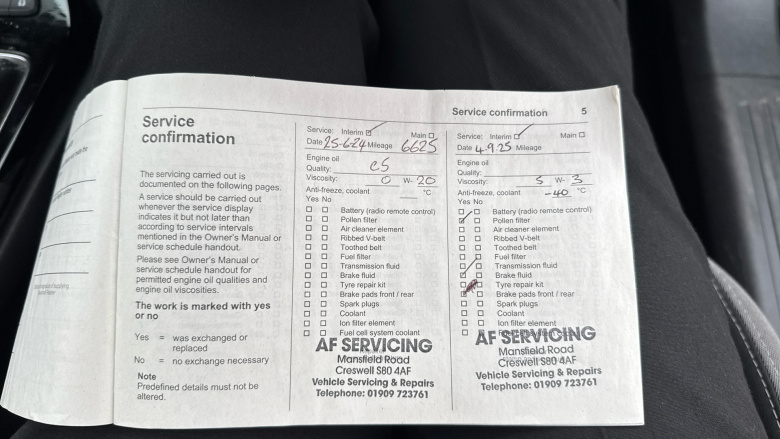 Service confirmation 5
Service
confirmation
The servicing carried out is
documented on the following pages.
A service should be carried out
whenever the service display
indicates it but not later than
according to service intervals
mentioned in the Owner's Manual or
service schedule handout.
Please see Owner's Manual or
service schedule handout for
permitted engine oil qualities and
engine oil viscosities.
The work is marked with yes
or no
Yes = was exchanged or
replaced
No = no exchange necessary
Note
Predefined details must not be
altered.
Service: Interim Main
Date 25-6-24 Mileage 6625
Engine oil
Quality: C5
Viscosity: 0 W- 20
Anti-freeze, coolant °C
Yes No
Battery (radio remote control)
Pollen filter
Air cleaner element
Ribbed V-belt
Toothed belt
Fuel filter
Transmission fluid
Brake fluid
Tyre repair kit
Brake pads front / rear
Spark plugs
Coolant
Ion filter element
Fuel cell system coolant
AF SERVICING
Mansfield Road
Creswell S80 4AF
Vehicle Servicing & Repairs
Telephone: 01909 723761
Service: Interim Main
Date 4.9.25 Mileage
Engine oil
Quality:
Viscosity: 5 W- 3
Anti-freeze, coolant -40 °C
Yes No
Battery (radio remote control)
Pollen filter
Air cleaner element
Ribbed V-belt
Toothed belt
Fuel filter
Transmission fluid
Brake fluid
Tyre repair kit
Brake pads front / rear
Spark plugs
Coolant
Ion filter element
AF SERVICING
Mansfield Road
Creswell S80 4AF
Vehicle Servicing & Repairs
Telephone: 01909 723761